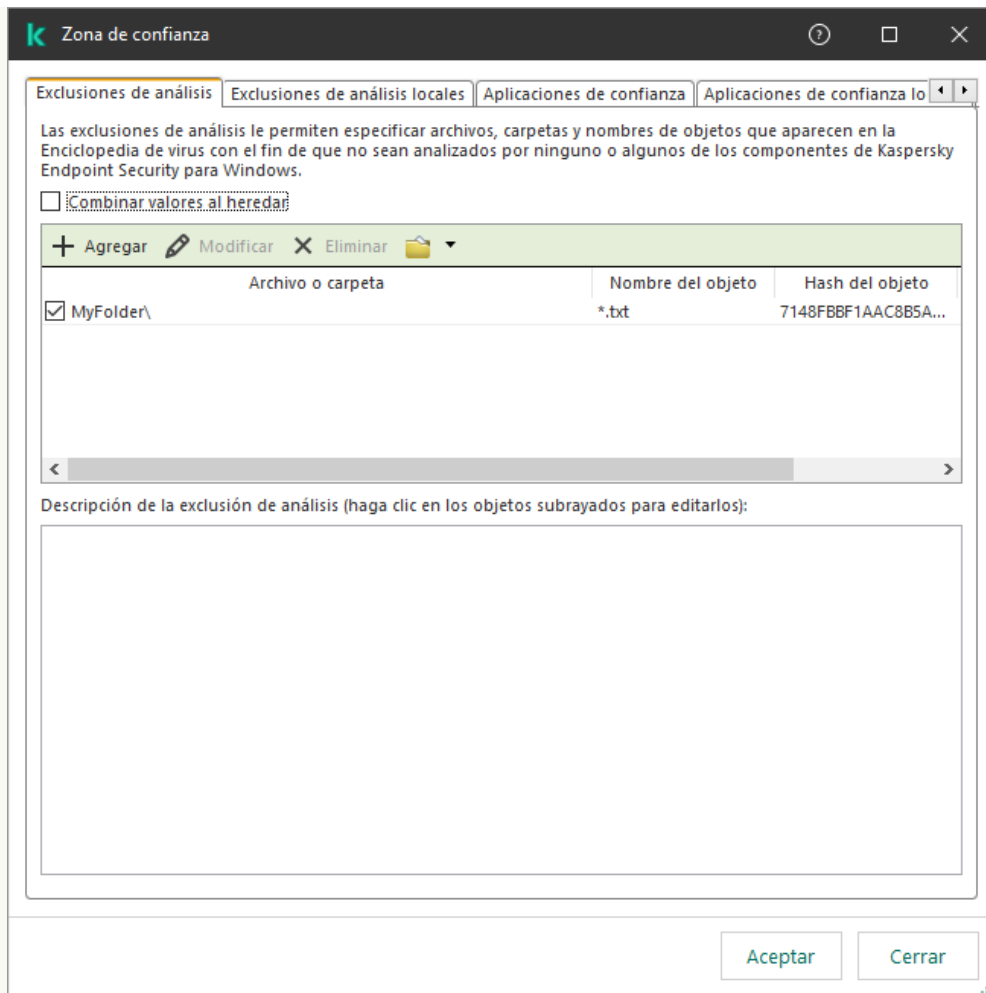 Zona de confianza
Exclusiones de análisis
Exclusiones de análisis locales
Aplicaciones de confianza
Aplicaciones de confianza lo
Las exclusiones de análisis le permiten especificar archivos, carpetas y nombres de objetos que aparecen en la
Enciclopedia de virus con el fin de que no sean analizados por ninguno o algunos de los componentes de Kaspersky
Endpoint Security para Windows.
Combinar valores al heredar
Agregar Modificar Eliminar
Archivo o carpeta Nombre del objeto Hash del objeto
MyFolder\ *.txt 7148FBBF1AAC8B5A...
Descripción de la exclusión de análisis (haga clic en los objetos subrayados para editarlos):
Aceptar Cerrar